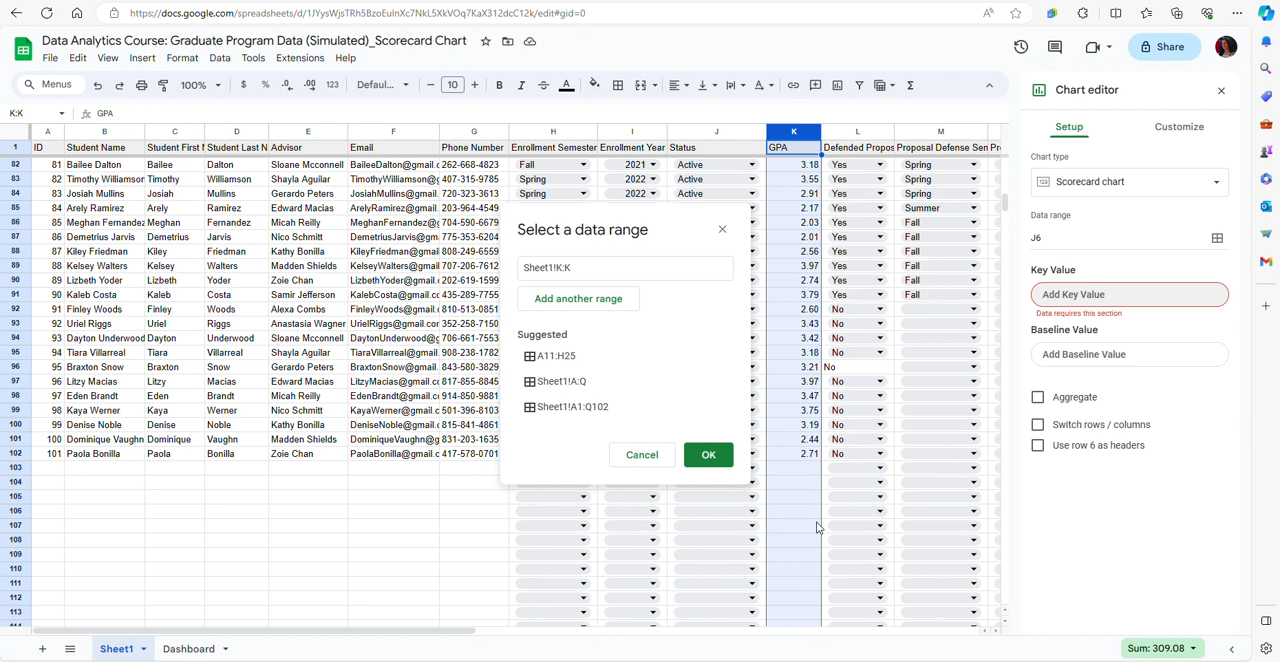 https://docs.google.com/spreadsheets/d/1JYysWjsTRh5BzoEuInXc7NkL5XkVOq7KaX312dcC12k/edit#gid=0
Data Analytics Course: Graduate Program Data (Simulated)_Scorecard Chart
File Edit View Insert Format Data Tools Extensions Help
Share
Menus 100% $ % .0 .00 123 Defaul... 10 B I A
K:K fx GPA
A B C D E F G H I J K L M
1 ID Student Name Student First Student Last N Advisor Email Phone Number Enrollment Semester Enrollment Year Status GPA Defended Propos Proposal Defense Sem Pr
82 81 Bailee Dalton Bailee Dalton Sloane Mcconnell BaileeDalton@gmail.c 262-668-4823 Fall 2021 Active 3.18 Yes Spring
83 82 Timothy Williamson Timothy Williamson Shayla Aguilar TimothyWilliamson@g 407-315-9785 Spring 2022 Active 3.55 Yes Spring
84 83 Josiah Mullins Josiah Mullins Gerardo Peters JosiahMullins@gmail. 720-323-3613 Spring 2022 Active 2.91 Yes Spring
85 84 Arely Ramirez Arely Ramirez Edward Macias ArelyRamirez@gmail. 203-964-4549 2.17 Yes Summer
86 85 Meghan Fernandez Meghan Fernandez Micah Reilly MeghanFernandez@g 704-590-6679 2.03 Yes Fall
87 86 Demetrius Jarvis Demetrius Jarvis Nico Schmitt DemetriusJarvis@gm 775-353-6204 2.01 Yes Fall
88 87 Kiley Friedman Kiley Friedman Kathy Bonilla KileyFriedman@gmai 808-249-6559 2.56 Yes Fall
89 88 Kelsey Walters Kelsey Walters Madden Shields KelseyWalters@gmai 707-206-7612 3.97 Yes Fall
90 89 Lizbeth Yoder Lizbeth Yoder Zoie Chan LizbethYoder@gmail. 202-619-1599 2.74 Yes Fall
91 90 Kaleb Costa Kaleb Costa Samir Jefferson KalebCosta@gmail.cc 435-289-7755 3.79 Yes Fall
92 91 Finley Woods Finley Woods Alexa Combs FinleyWoods@gmail.c 810-513-0851 2.60 No
93 92 Uriel Riggs Uriel Riggs Anastasia Wagner UrielRiggs@gmail.cor 352-258-7150 3.43 No
94 93 Dayton Underwood Dayton Underwood Sloane Mcconnell DaytonUnderwood@g 706-661-7553 3.42 No
95 94 Tiara Villarreal Tiara Villarreal Shayla Aguilar TiaraVillarreal@gmail 908-238-1782 3.18 No
96 95 Braxton Snow Braxton Snow Gerardo Peters BraxtonSnow@gmail. 843-580-3829 3.21 No
97 96 Litzy Macias Litzy Macias Edward Macias LitzyMacias@gmail.cc 817-855-8845 3.97 No
98 97 Eden Brandt Eden Brandt Micah Reilly EdenBrandt@gmail.cc 914-850-9881 3.47 No
99 98 Kaya Werner Kaya Werner Nico Schmitt KayaWerner@gmail.c 501-396-8103 3.75 No
100 99 Denise Noble Denise Noble Kathy Bonilla DeniseNoble@gmail.c 815-841-4861 3.19 No
101 100 Dominique Vaughn Dominique Vaughn Madden Shields DominiqueVaughn@g 831-203-1635 2.44 No
102 101 Paola Bonilla Paola Bonilla Zoie Chan PaolaBonilla@gmail.c 417-578-0701 2.71 No
103
104
105
106
107
108
109
110
111
112
113
Select a data range
Sheet1!K:K
Add another range
Suggested
A11:H25
Sheet1!A:Q
Sheet1!A1:Q102
Cancel OK
Chart editor
Setup Customize
Chart type
Scorecard chart
Data range
J6
Key Value
Add Key Value
Data requires this section
Baseline Value
Add Baseline Value
Aggregate
Switch rows / columns
Use row 6 as headers
Sheet1 Dashboard Sum: 309.08